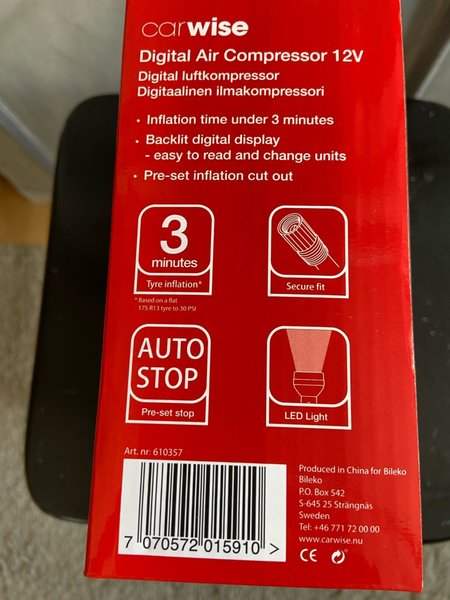 carwise
Digital Air Compressor 12V
Digital luftkompressor
Digitaalinen ilmakompressori
• Inflation time under 3 minutes
• Backlit digital display
- easy to read and change units
• Pre-set inflation cut out
3
minutes
Tyre inflation*
* Based on a flat
175 R13 tyre to 30 PSI
Secure fit
AUTO
STOP
Pre-set stop
LED Light
Art. nr: 610357
7 070572 015910 >
Produced in China for Bileko
Bileko
P.O. Box 542
S-645 25 Strängnäs
Sweden
Tel: +46 771 72 00 00
www.carwise.nu
CE